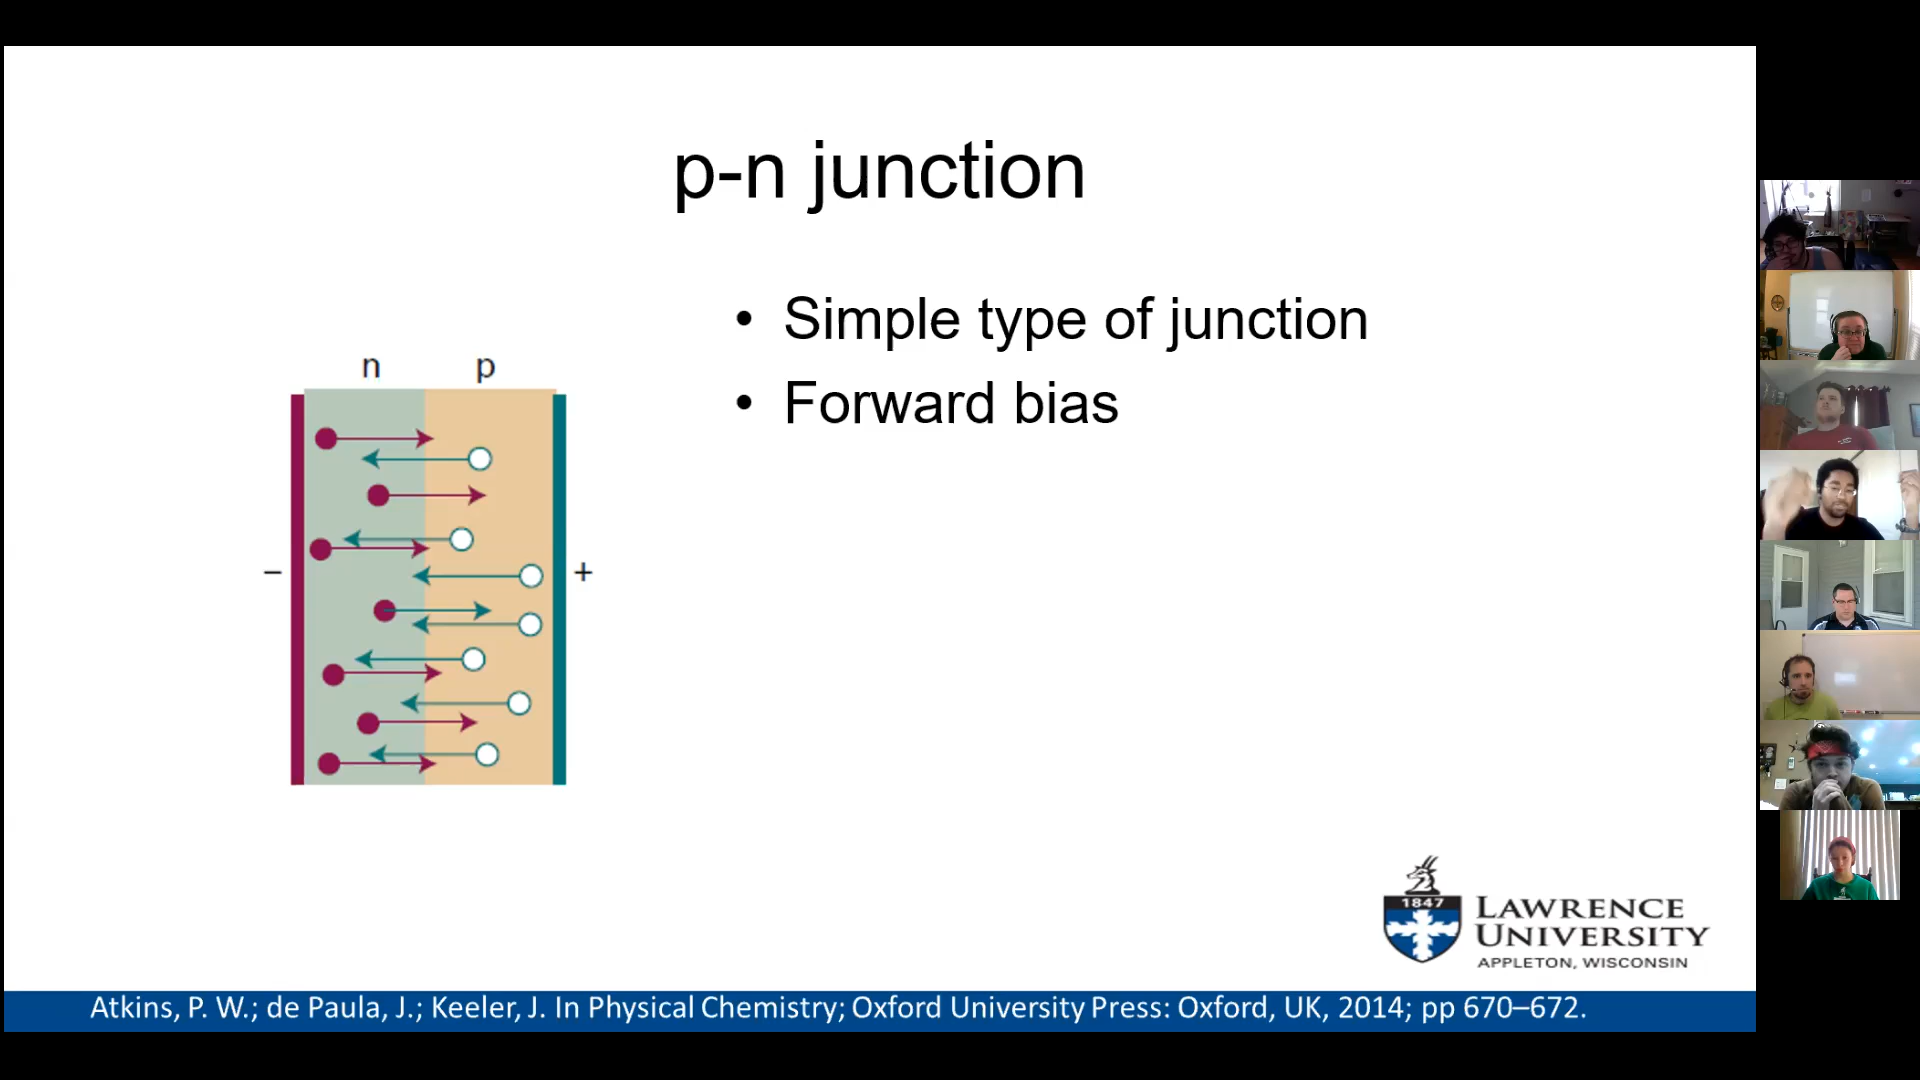 p-n junction
• Simple type of junction
• Forward bias
n p
− +
1847
LAWRENCE
UNIVERSITY
APPLETON, WISCONSIN
Atkins, P. W.; de Paula, J.; Keeler, J. In Physical Chemistry; Oxford University Press: Oxford, UK, 2014; pp 670–672.